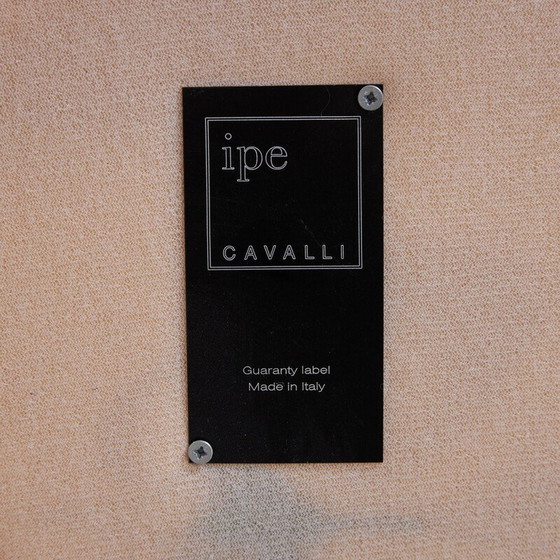 ipe
CAVALLI
Guaranty label
Made in Italy